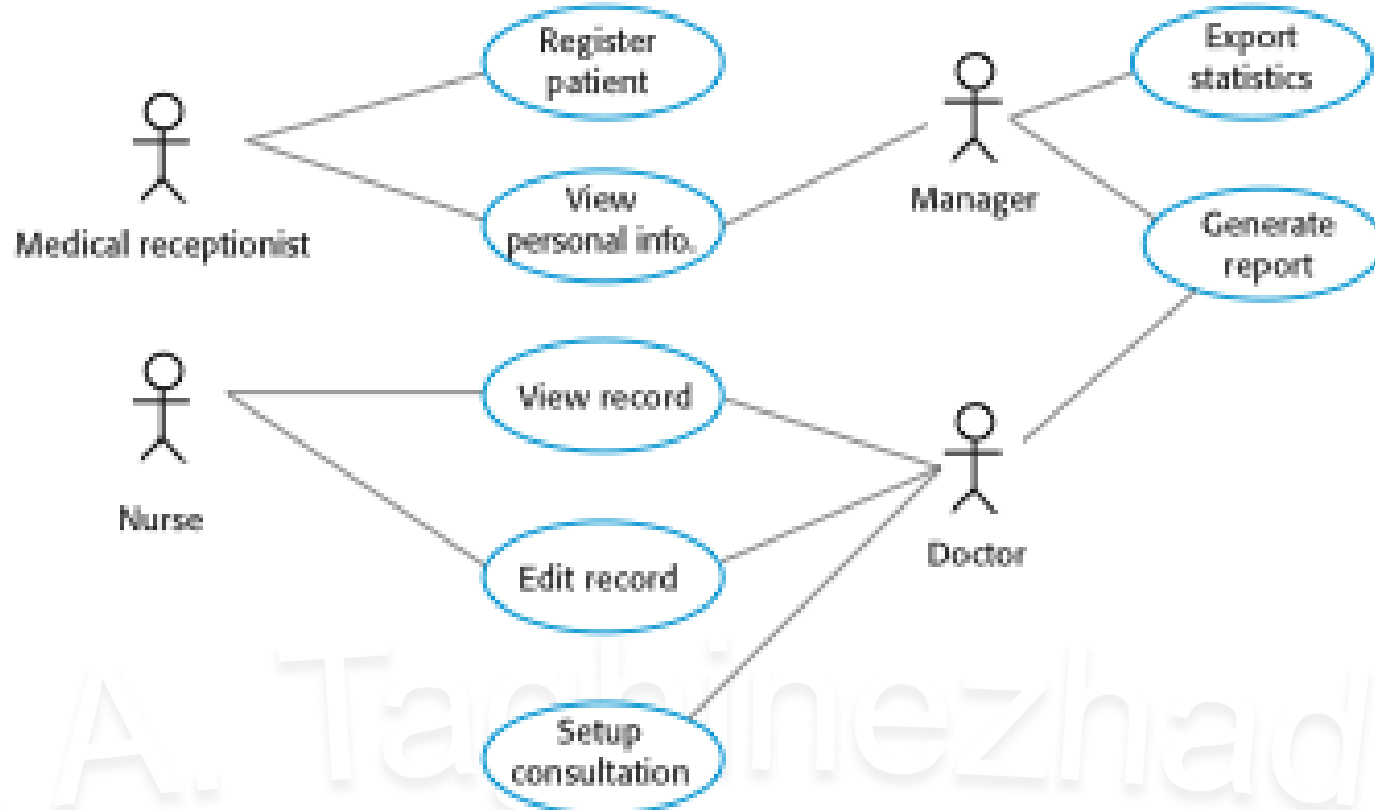 Register
patient
Export
statistics
View
personal info.
Medical receptionist
Manager
Generate
report
View record
Nurse
Edit record
Doctor
Setup
consultation
A. Taghinezhad